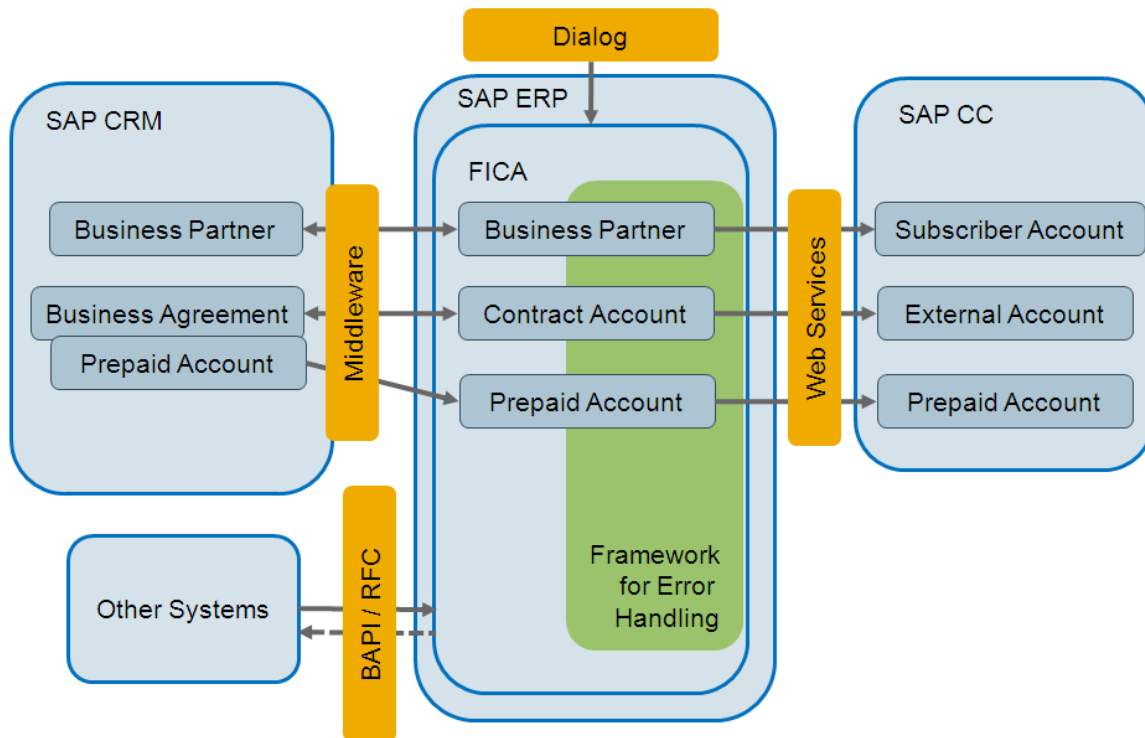 Dialog
SAP CRM
SAP ERP
SAP CC
FICA
Business Partner
Business Agreement
Prepaid Account
Middleware
Business Partner
Contract Account
Prepaid Account
Framework
for Error
Handling
Web Services
Subscriber Account
External Account
Prepaid Account
Other Systems
BAPI / RFC